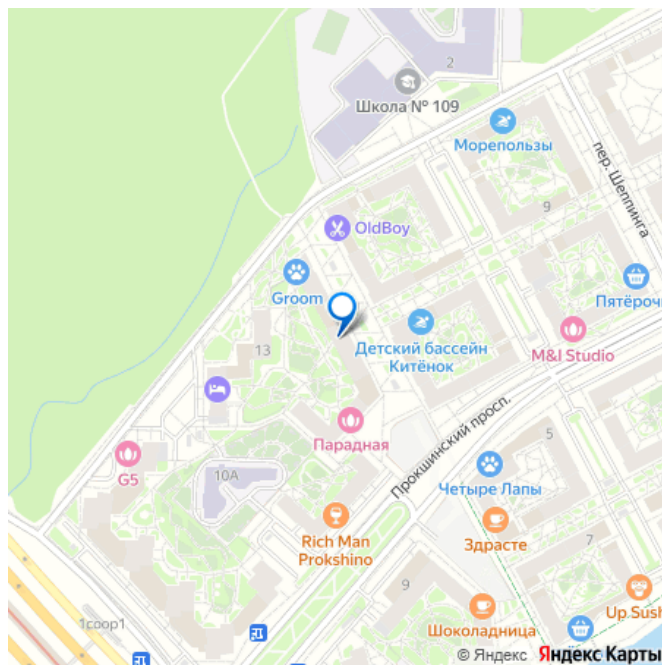 2
Школа № 109
Морепользы
пер. Шеппинга
9
OldBoy
Groom
Пятёроч
Детский бассейн
Китёнок
M&I Studio
13
Парадная
Прокшинский просп.
5
G5
10А
Четыре Лапы
Rich Man
Prokshino
Здрасте
7
9
1соор1
Up Sush
Шоколадница
© Яндекс Яндекс Карты